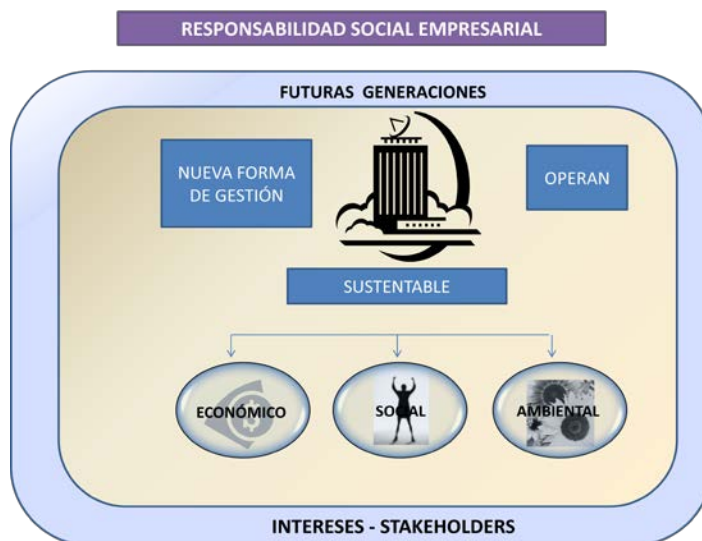 RESPONSABILIDAD SOCIAL EMPRESARIAL
FUTURAS GENERACIONES
NUEVA FORMA
DE GESTIÓN
OPERAN
SUSTENTABLE
ECONÓMICO
SOCIAL
AMBIENTAL
INTERESES - STAKEHOLDERS